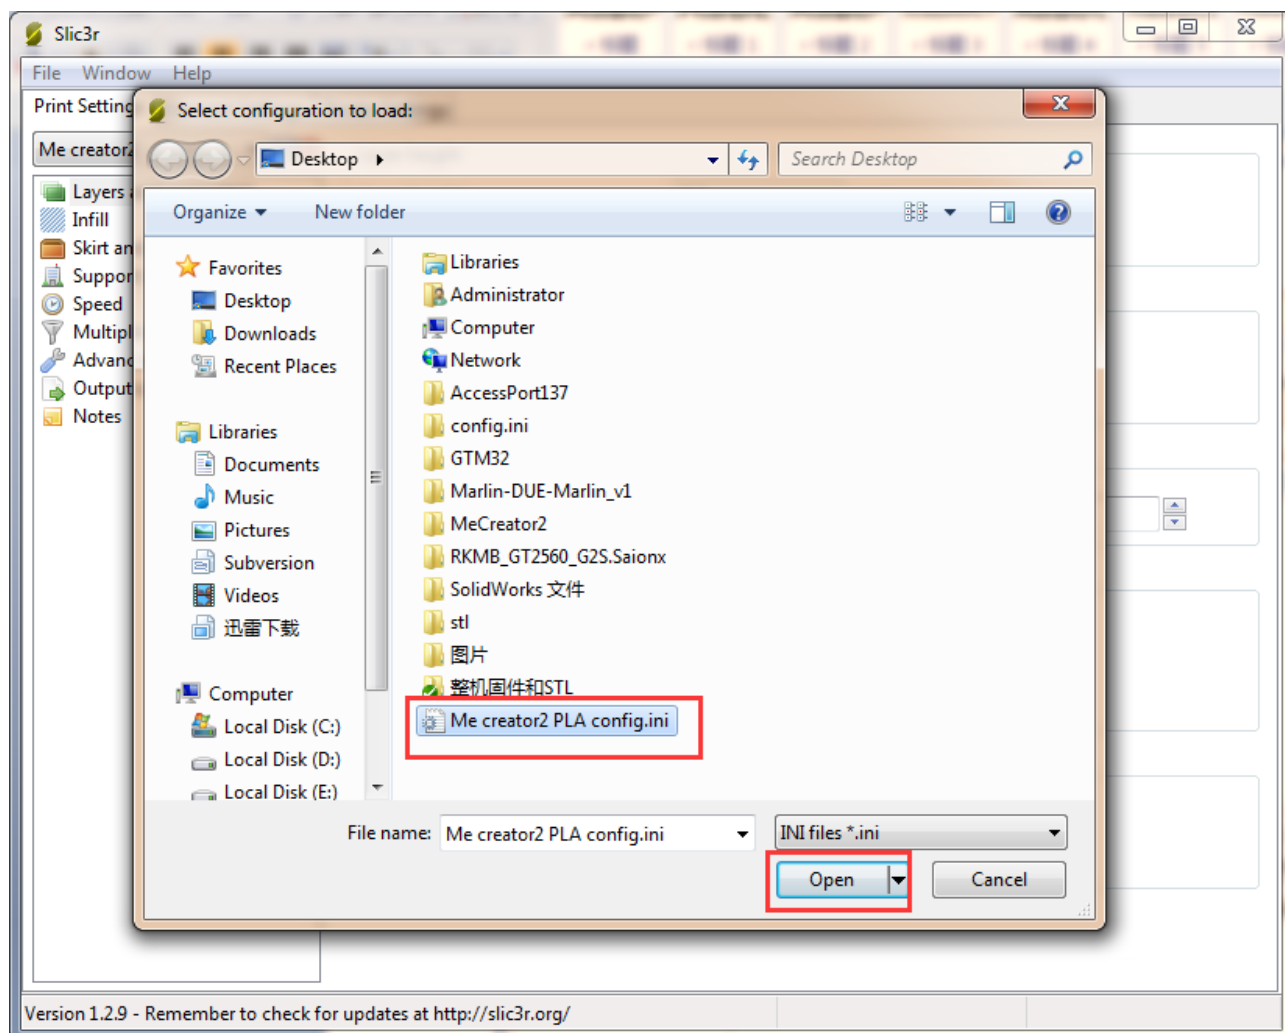 Slic3r
File Window Help
Print Setting
Select configuration to load:
Me creator2
Desktop
Search Desktop
Organize
New folder
Layers
Infill
Skirt an
Suppor
Speed
Multipl
Advanc
Output
Notes
Favorites
Desktop
Downloads
Recent Places
Libraries
Documents
Music
Pictures
Subversion
Videos
迅雷下载
Computer
Local Disk (C:)
Local Disk (D:)
Local Disk (E:)
Libraries
Administrator
Computer
Network
AccessPort137
config.ini
GTM32
Marlin-DUE-Marlin_v1
MeCreator2
RKMB_GT2560_G2S.Saionx
SolidWorks 文件
stl
图片
整机固件和STL
Me creator2 PLA config.ini
File name: Me creator2 PLA config.ini
INI files *.ini
Open
Cancel
Version 1.2.9 - Remember to check for updates at http://slic3r.org/